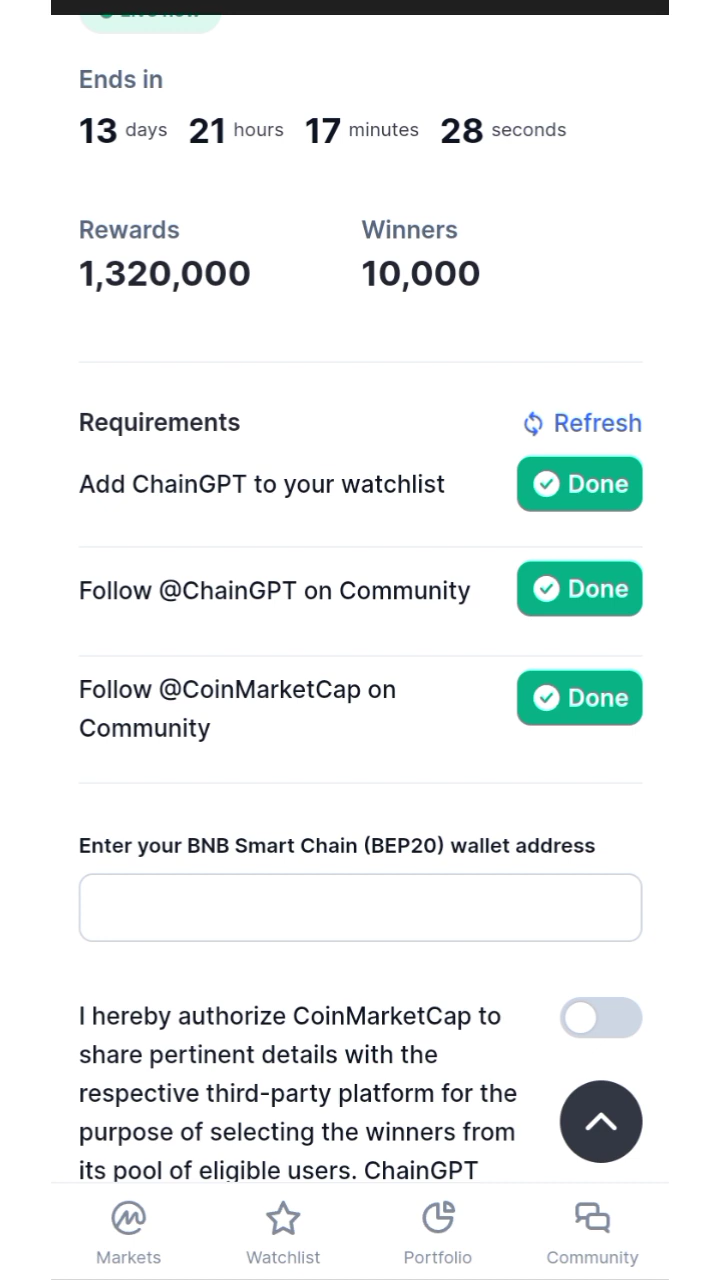 Ends in
13 days 21 hours 17 minutes 28 seconds
Rewards Winners
1,320,000 10,000
Requirements Refresh
Add ChainGPT to your watchlist Done
Follow @ChainGPT on Community Done
Follow @CoinMarketCap on
Community
Done
Enter your BNB Smart Chain (BEP20) wallet address
I hereby authorize CoinMarketCap to
share pertinent details with the
respective third-party platform for the
purpose of selecting the winners from
its pool of eligible users. ChainGPT
Markets Watchlist Portfolio Community